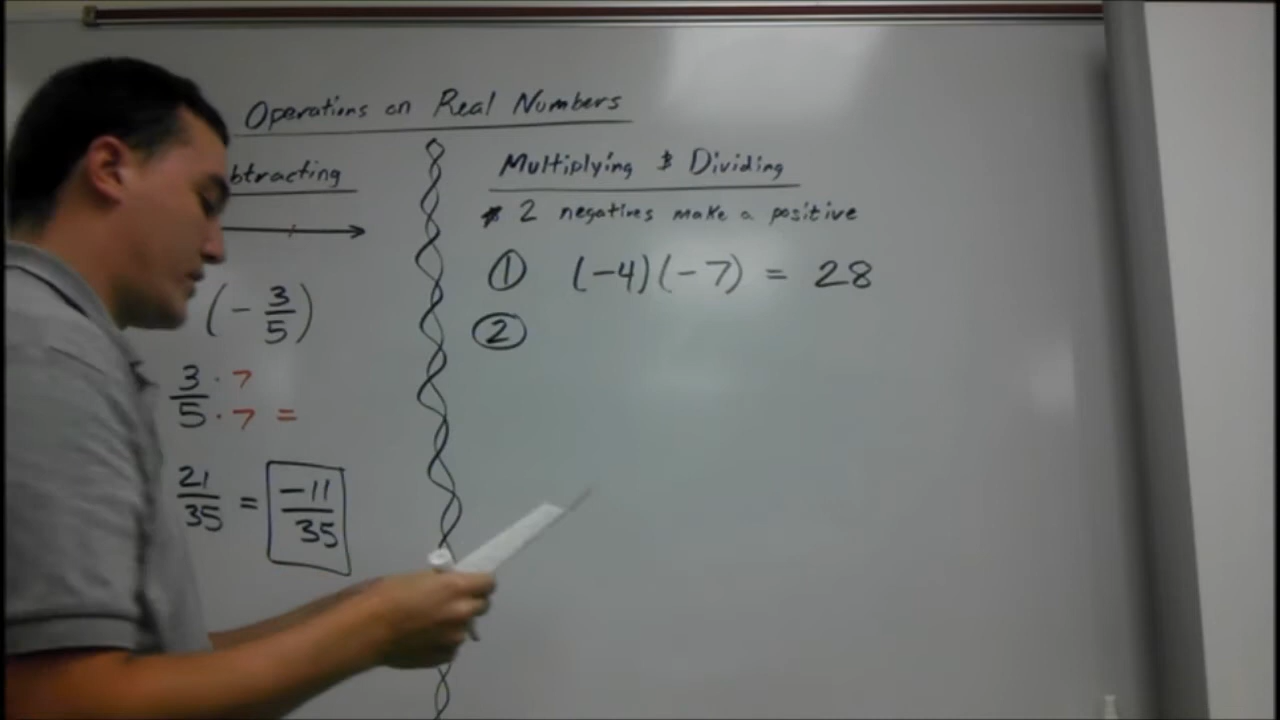 Operations on Real Numbers
btracting
(- 3/5)
3/5 · 7/7 =
21/35 = -11/35
Multiplying & Dividing
* 2 negatives make a positive
① (-4)(-7) = 28
②